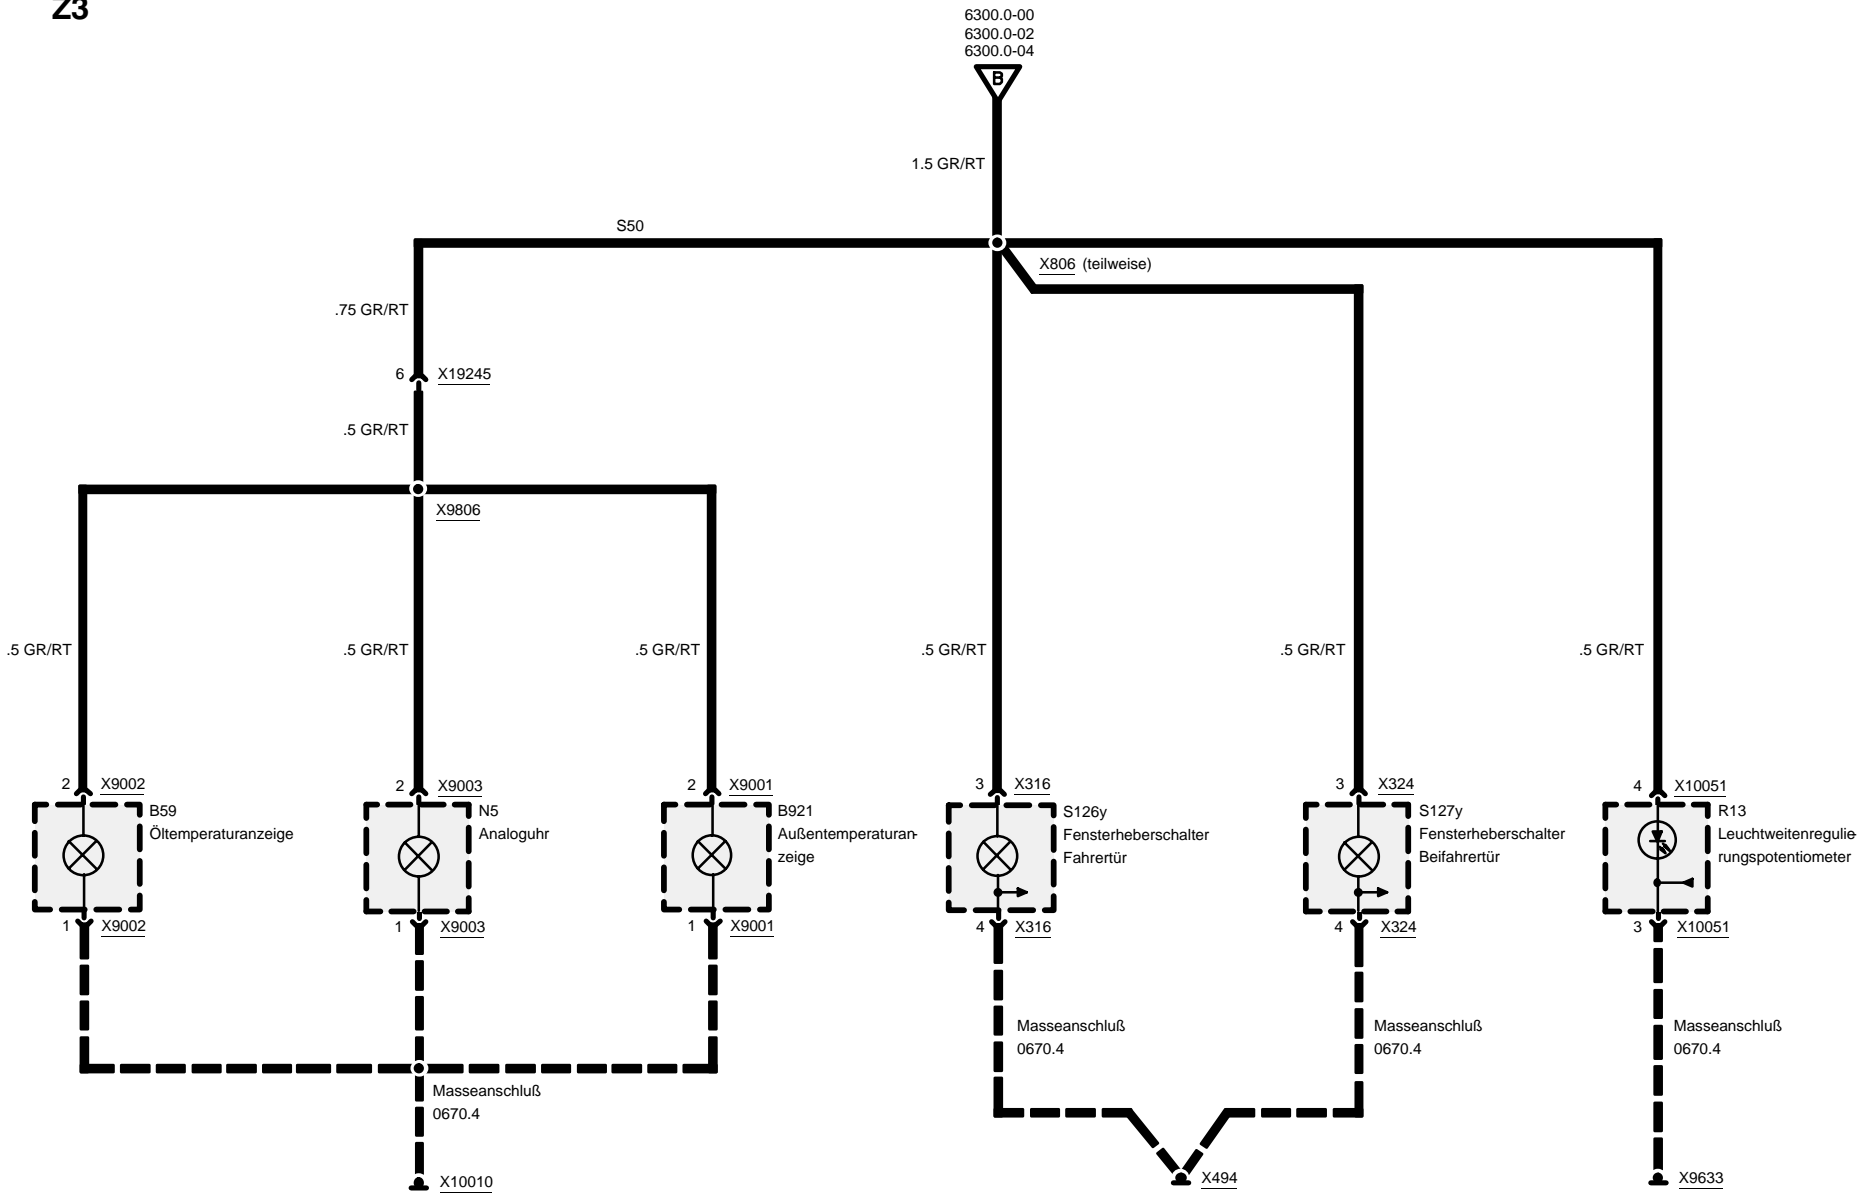 Z3
6300.0-00
6300.0-02
6300.0-04
B
1.5 GR/RT
S50
X806 (teilweise)
.75 GR/RT
6 X19245
.5 GR/RT
X9806
.5 GR/RT
.5 GR/RT
.5 GR/RT
.5 GR/RT
.5 GR/RT
.5 GR/RT
2 X9002
B59
Öltemperaturanzeige
1 X9002
2 X9003
N5
Analoguhr
1 X9003
2 X9001
B921
Außentemperaturan-
zeige
1 X9001
3 X316
S126y
Fensterheberschalter
Fahrertür
4 X316
3 X324
S127y
Fensterheberschalter
Beifahrertür
4 X324
4 X10051
R13
Leuchtweitenregulie-
rungspotentiometer
3 X10051
Masseanschluß
0670.4
Masseanschluß
0670.4
Masseanschluß
0670.4
Masseanschluß
0670.4
X10010
X494
X9633